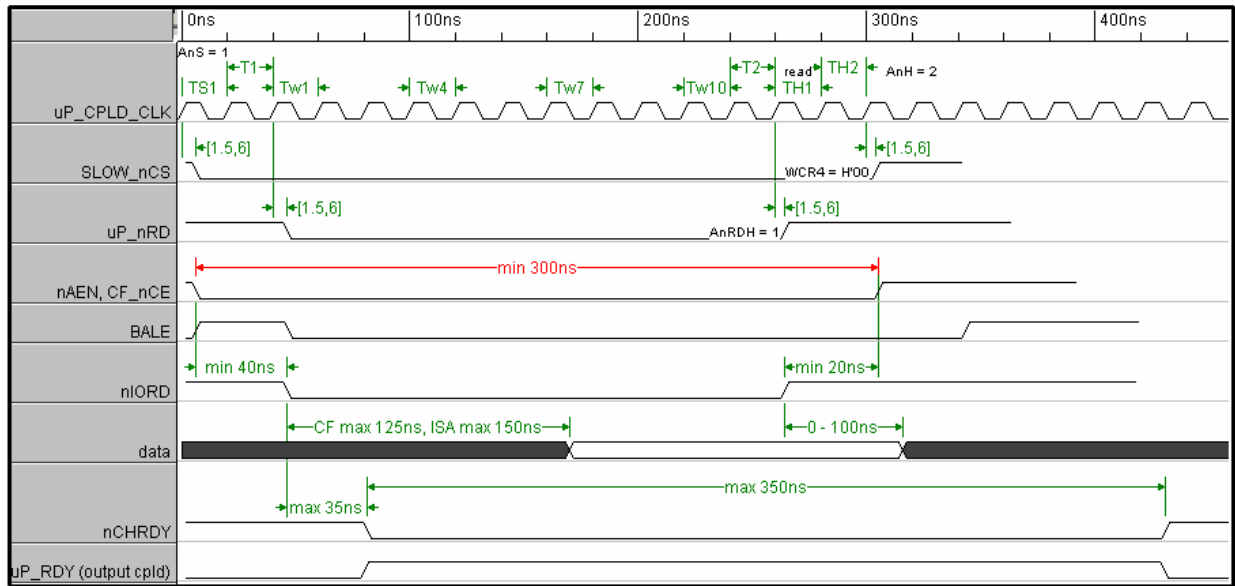 0ns 100ns 200ns 300ns 400ns
AnS = 1
T1 T2 read TH2 AnH = 2
TS1 Tw1 Tw4 Tw7 Tw10 TH1
uP_CPLD_CLK
[1.5,6] [1.5,6]
SLOW_nCS WCR4 = H'00
[1.5,6] [1.5,6]
uP_nRD AnRDH = 1
min 300ns
nAEN, CF_nCE
BALE
min 40ns min 20ns
nIORD
CF max 125ns, ISA max 150ns 0 - 100ns
data
max 350ns
max 35ns
nCHRDY
uP_RDY (output cpld)